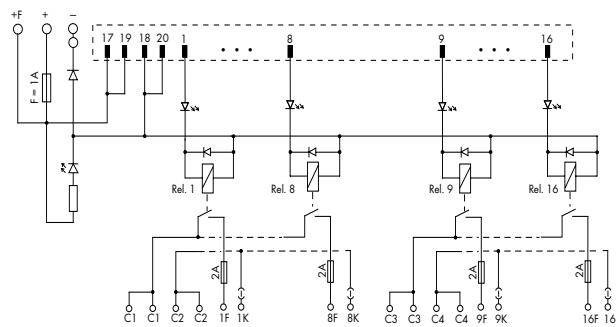 +F + −
17 19 18 20 1 8 9 16
F = 1A
Rel. 1 Rel. 8 Rel. 9 Rel. 16
2A 2A 2A 2A
C1 C1 C2 C2 1F 1K 8F 8K C3 C3 C4 C4 9F 9K 16F 16